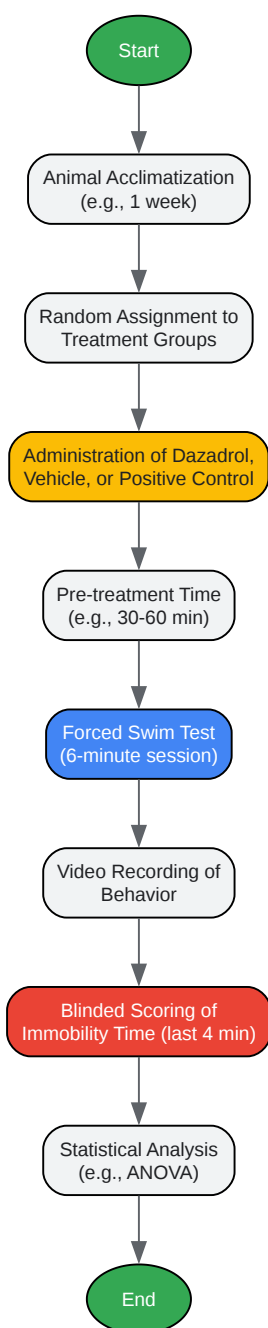 Start
Animal Acclimatization
(e.g., 1 week)
Random Assignment to
Treatment Groups
Administration of Dazadrol,
Vehicle, or Positive Control
Pre-treatment Time
(e.g., 30-60 min)
Forced Swim Test
(6-minute session)
Video Recording of
Behavior
Blinded Scoring of
Immobility Time (last 4 min)
Statistical Analysis
(e.g., ANOVA)
End